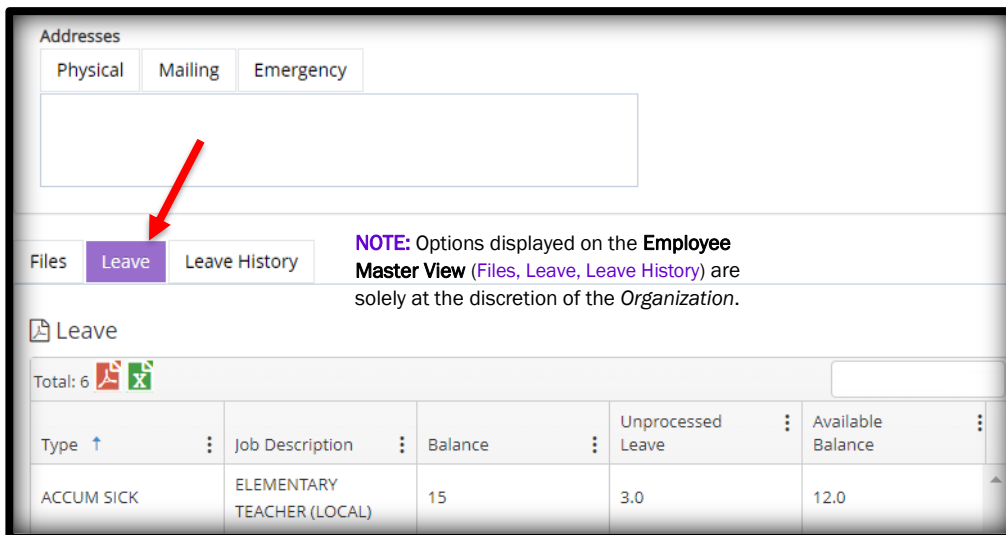 Addresses
Physical Mailing Emergency
Files Leave Leave History
NOTE: Options displayed on the Employee
Master View (Files, Leave, Leave History) are
solely at the discretion of the Organization.
Leave
Total: 6
Type ↑ Job Description Balance Unprocessed Leave Available Balance
ACCUM SICK ELEMENTARY TEACHER (LOCAL) 15 3.0 12.0